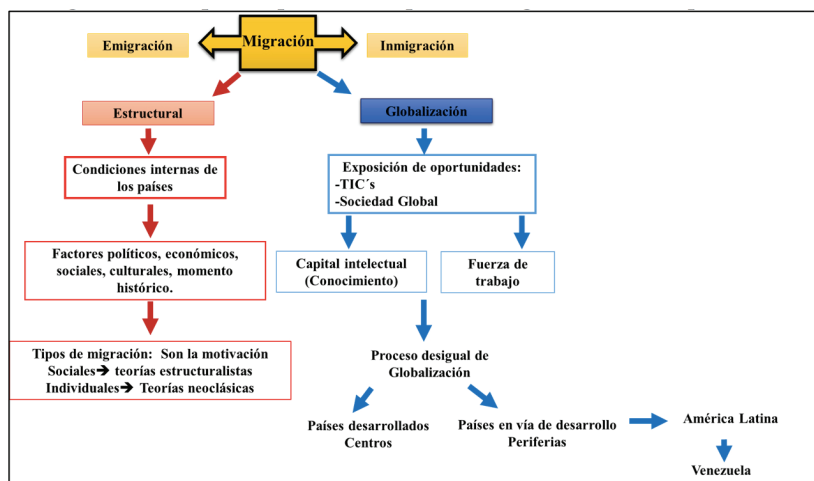 Migración
Emigración
Inmigración
Estructural
Globalización
Condiciones internas de
los países
Exposición de oportunidades:
-TIC´s
-Sociedad Global
Factores políticos, económicos,
sociales, culturales, momento
histórico.
Capital intelectual
(Conocimiento)
Fuerza de
trabajo
Tipos de migración: Son la motivación
Sociales➔ teorías estructuralistas
Individuales➔ Teorías neoclásicas
Proceso desigual de
Globalización
Países desarrollados
Centros
Países en vía de desarrollo
Periferias
América Latina
Venezuela